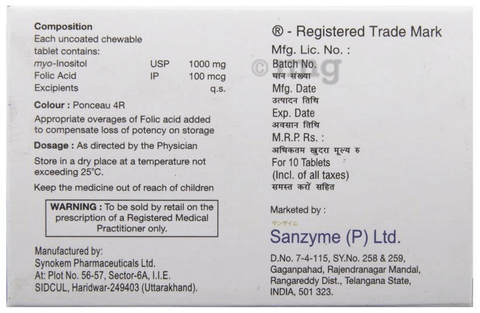 Composition
Each uncoated chewable
tablet contains:
myo-Inositol USP 1000 mg
Folic Acid IP 100 mcg
Excipients q.s.
Colour : Ponceau 4R
Appropriate overages of Folic acid added
to compensate loss of potency on storage
Dosage : As directed by the Physician
Store in a dry place at a temperature not
exceeding 25°C.
Keep the medicine out of reach of children
WARNING : To be sold by retail on the
prescription of a Registered Medical
Practitioner only.
Manufactured by:
Synokem Pharmaceuticals Ltd.
At: Plot No. 56-57, Sector-6A, I.I.E.
SIDCUL, Haridwar-249403 (Uttarakhand).
® - Registered Trade Mark
Mfg. Lic. No. :
Batch No.
घान संख्या
Mfg. Date
उत्पादन तिथि
Exp. Date
अवसान तिथि
M.R.P. Rs. :
अधिकतम खुदरा मूल्य रु
For 10 Tablets
(Incl. of all taxes)
समस्त करों सहित
Marketed by :
サンザイム
Sanzyme (P) Ltd.
D.No. 7-4-115, SY.No. 258 & 259,
Gaganpahad, Rajendranagar Mandal,
Rangareddy Dist., Telangana State,
INDIA, 501 323.